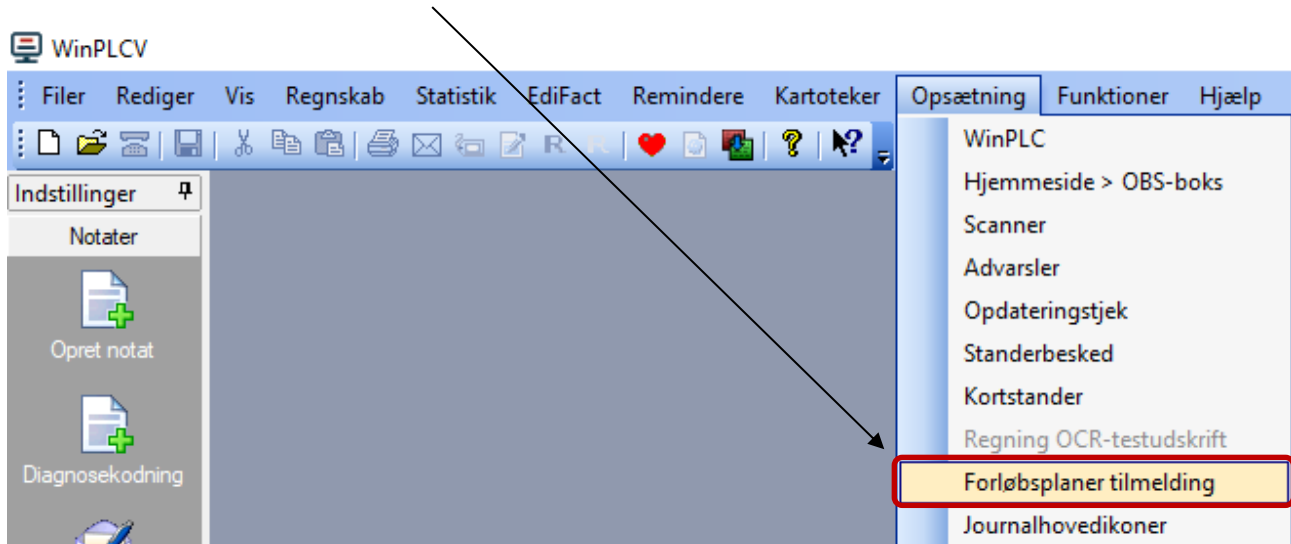 WinPLCV
Filer Rediger Vis Regnskab Statistik EdiFact Remindere Kartoteker Opsætning Funktioner Hjælp
Indstillinger
Notater
Opret notat
Diagnosekodning
WinPLC
Hjemmeside > OBS-boks
Scanner
Advarsler
Opdateringstjek
Standerbesked
Kortstander
Regning OCR-testudskrift
Forløbsplaner tilmelding
Journalhovedikoner